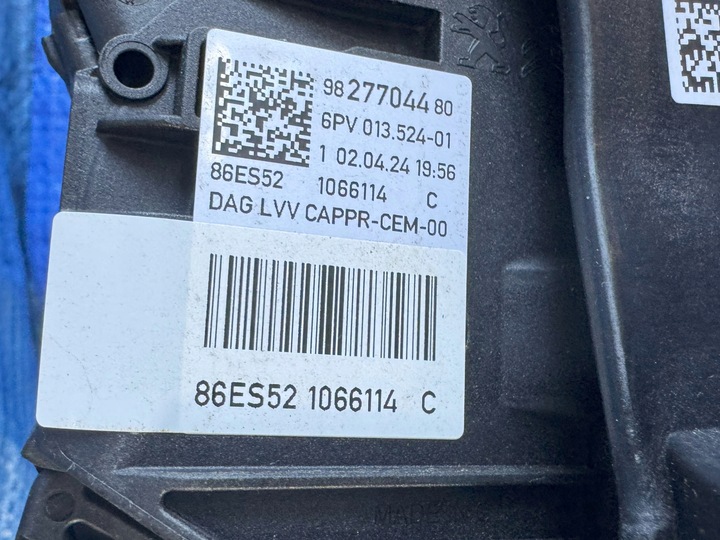 98 277044 80
6PV 013.524-01
1 02.04.24 19:56
86ES52 1066114 C
DAG LVV CAPPR-CEM-00
86ES52 1066114 C
MADE